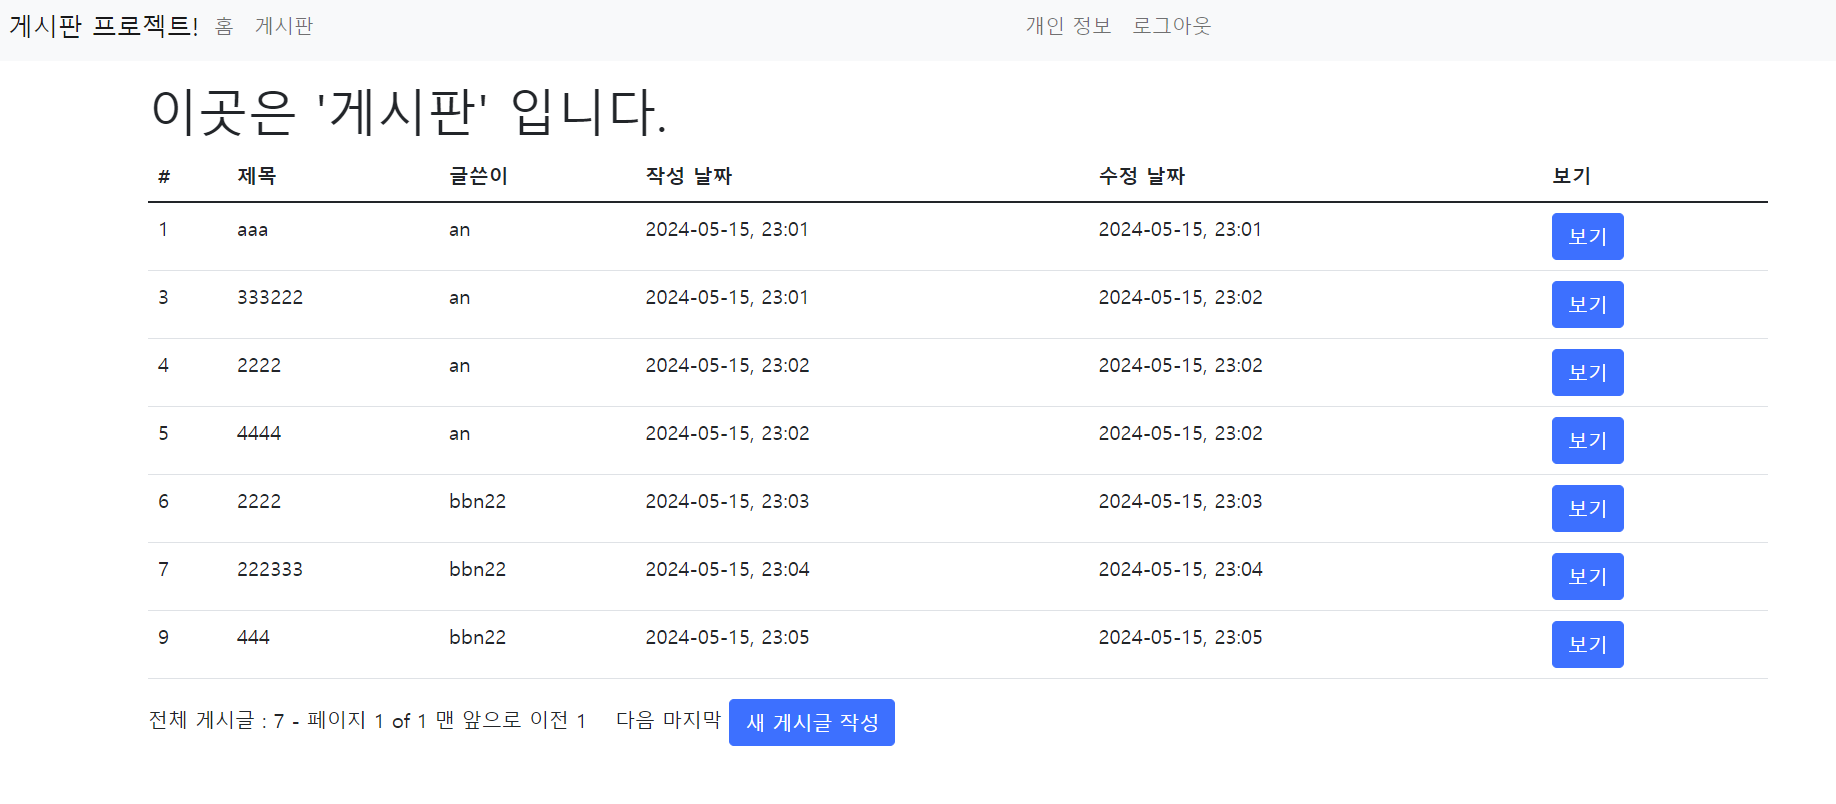 게시판 프로젝트! 홈 게시판 개인 정보 로그아웃
이곳은 '게시판' 입니다.
# 제목 글쓴이 작성 날짜 수정 날짜 보기
1 aaa an 2024-05-15, 23:01 2024-05-15, 23:01 보기
3 333222 an 2024-05-15, 23:01 2024-05-15, 23:02 보기
4 2222 an 2024-05-15, 23:02 2024-05-15, 23:02 보기
5 4444 an 2024-05-15, 23:02 2024-05-15, 23:02 보기
6 2222 bbn22 2024-05-15, 23:03 2024-05-15, 23:03 보기
7 222333 bbn22 2024-05-15, 23:04 2024-05-15, 23:04 보기
9 444 bbn22 2024-05-15, 23:05 2024-05-15, 23:05 보기
전체 게시글 : 7 - 페이지 1 of 1 맨 앞으로 이전 1 다음 마지막 새 게시글 작성